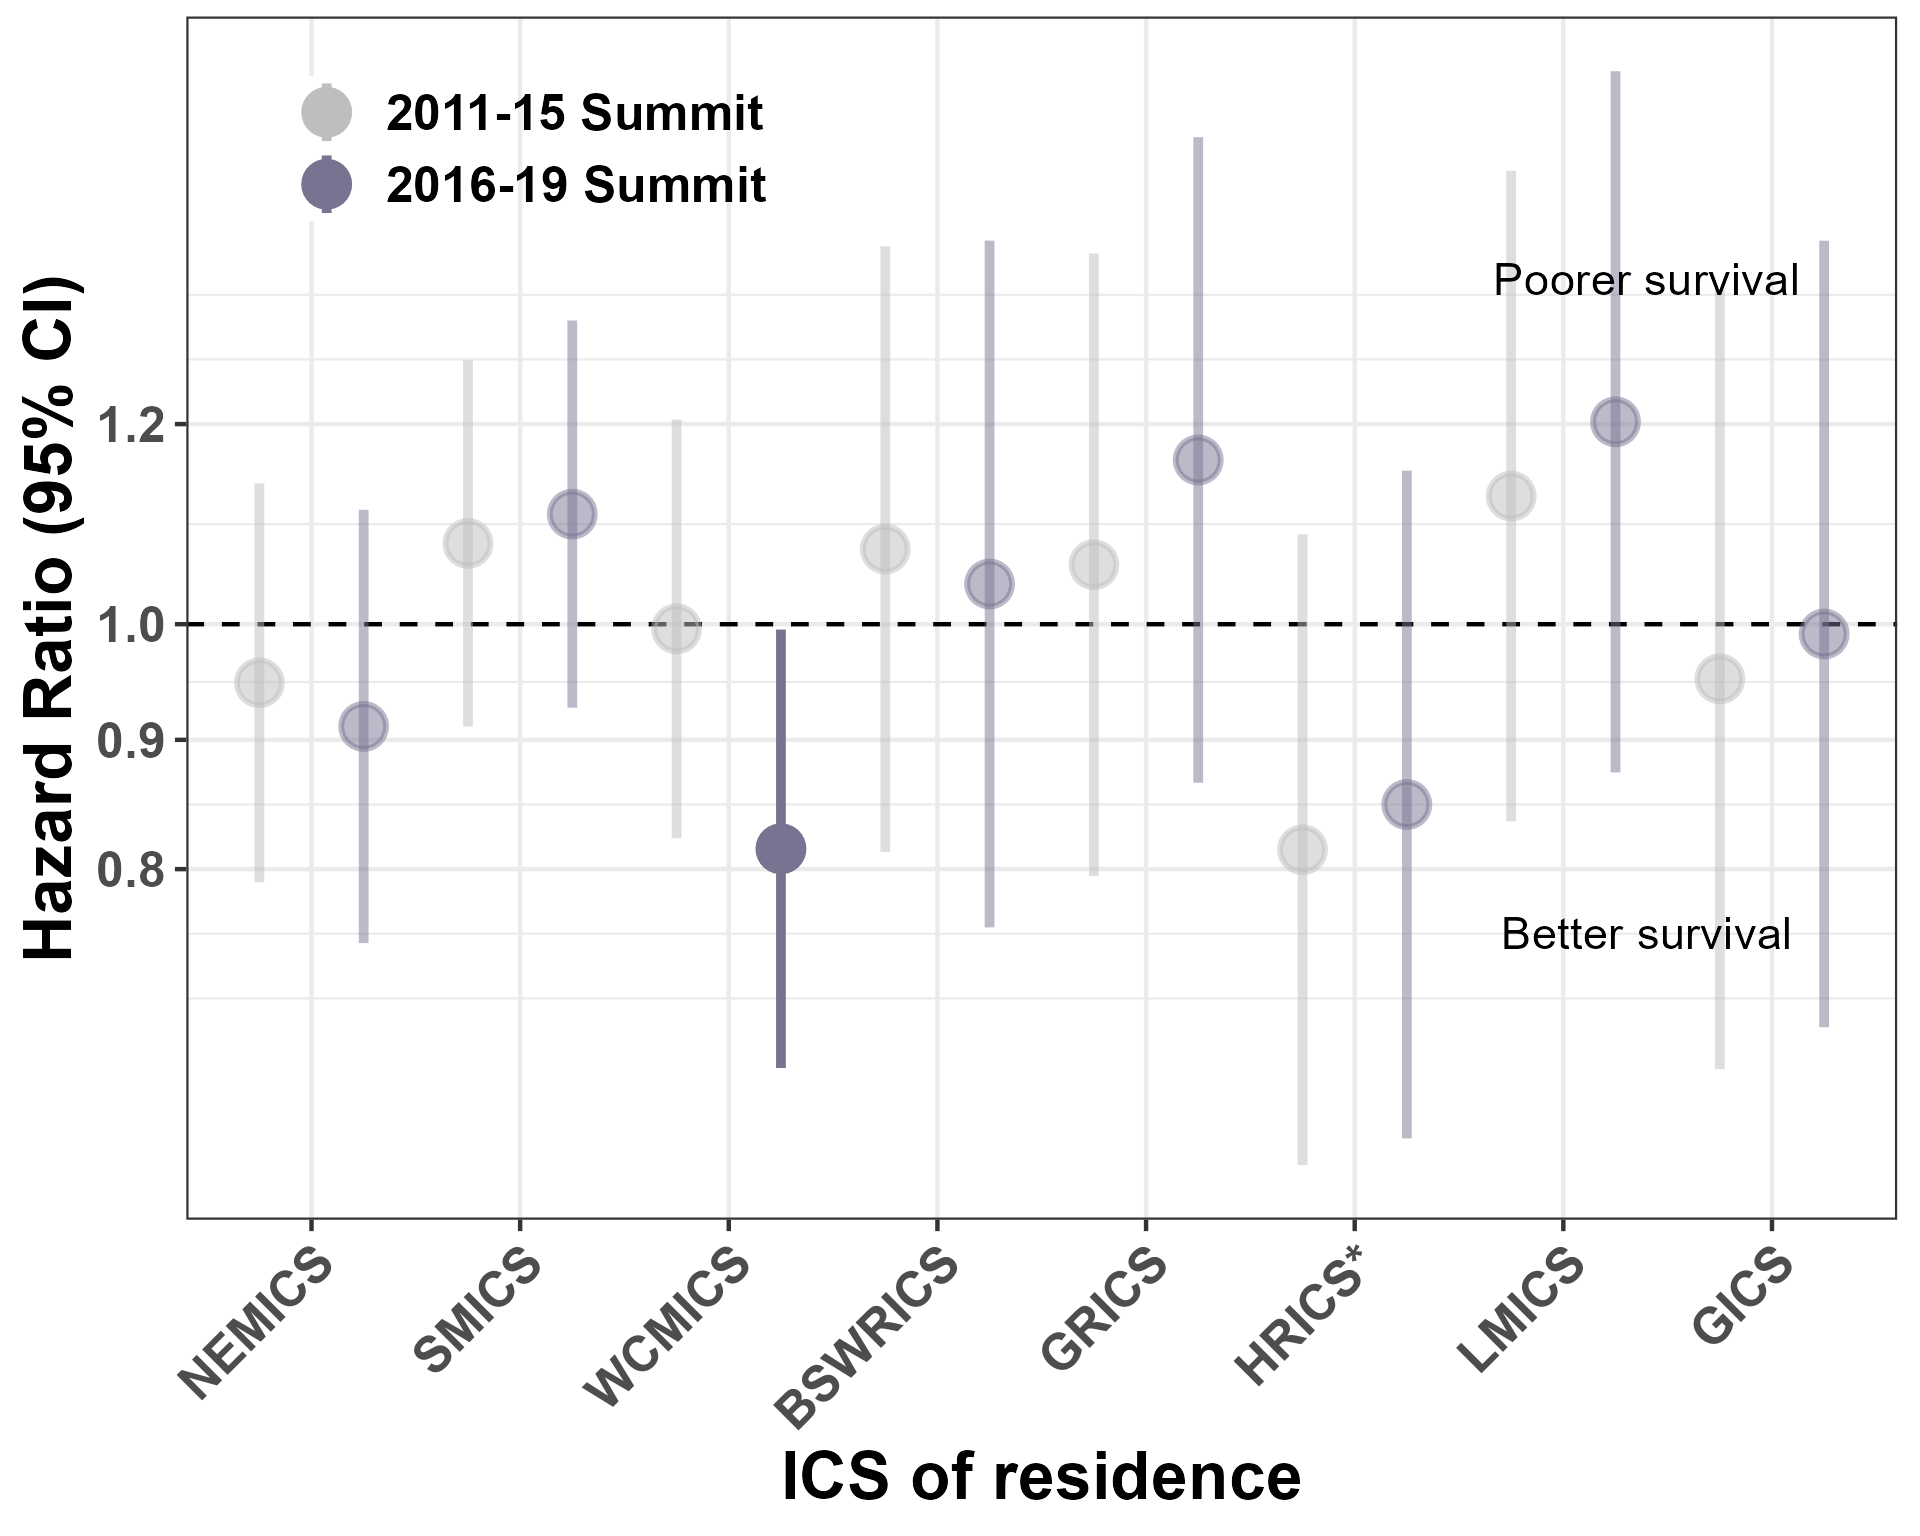 2011-15 Summit
2016-19 Summit
Poorer survival
Better survival
Hazard Ratio (95% CI)
1.2
1.0
0.9
0.8
NEMICS
SMICS
WCMICS
BSWRICS
GRICS
HRICS*
LMICS
GICS
ICS of residence